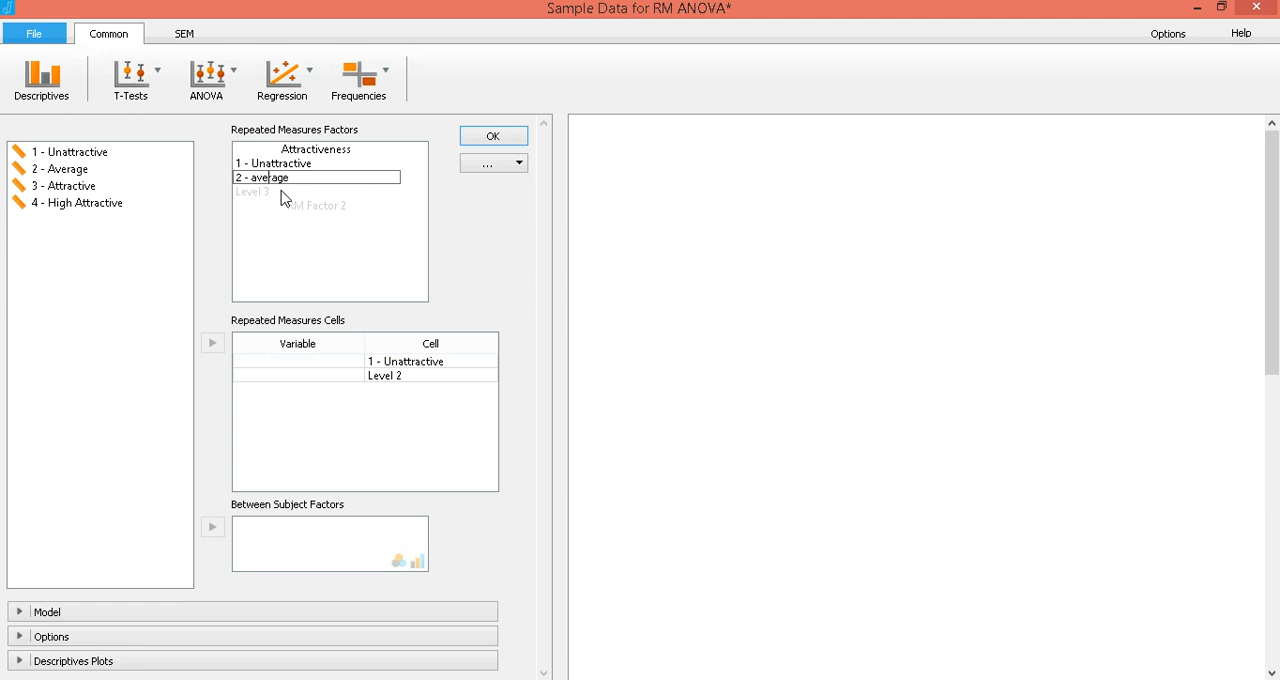 Sample Data for RM ANOVA*
File Common SEM Options Help
Descriptives T-Tests ANOVA Regression Frequencies
Repeated Measures Factors
OK
...
1 - Unattractive
2 - Average
3 - Attractive
4 - High Attractive
Attractiveness
1 - Unattractive
2 - average
Level 3
RM Factor 2
Repeated Measures Cells
Variable Cell
1 - Unattractive
Level 2
Between Subject Factors
Model
Options
Descriptives Plots